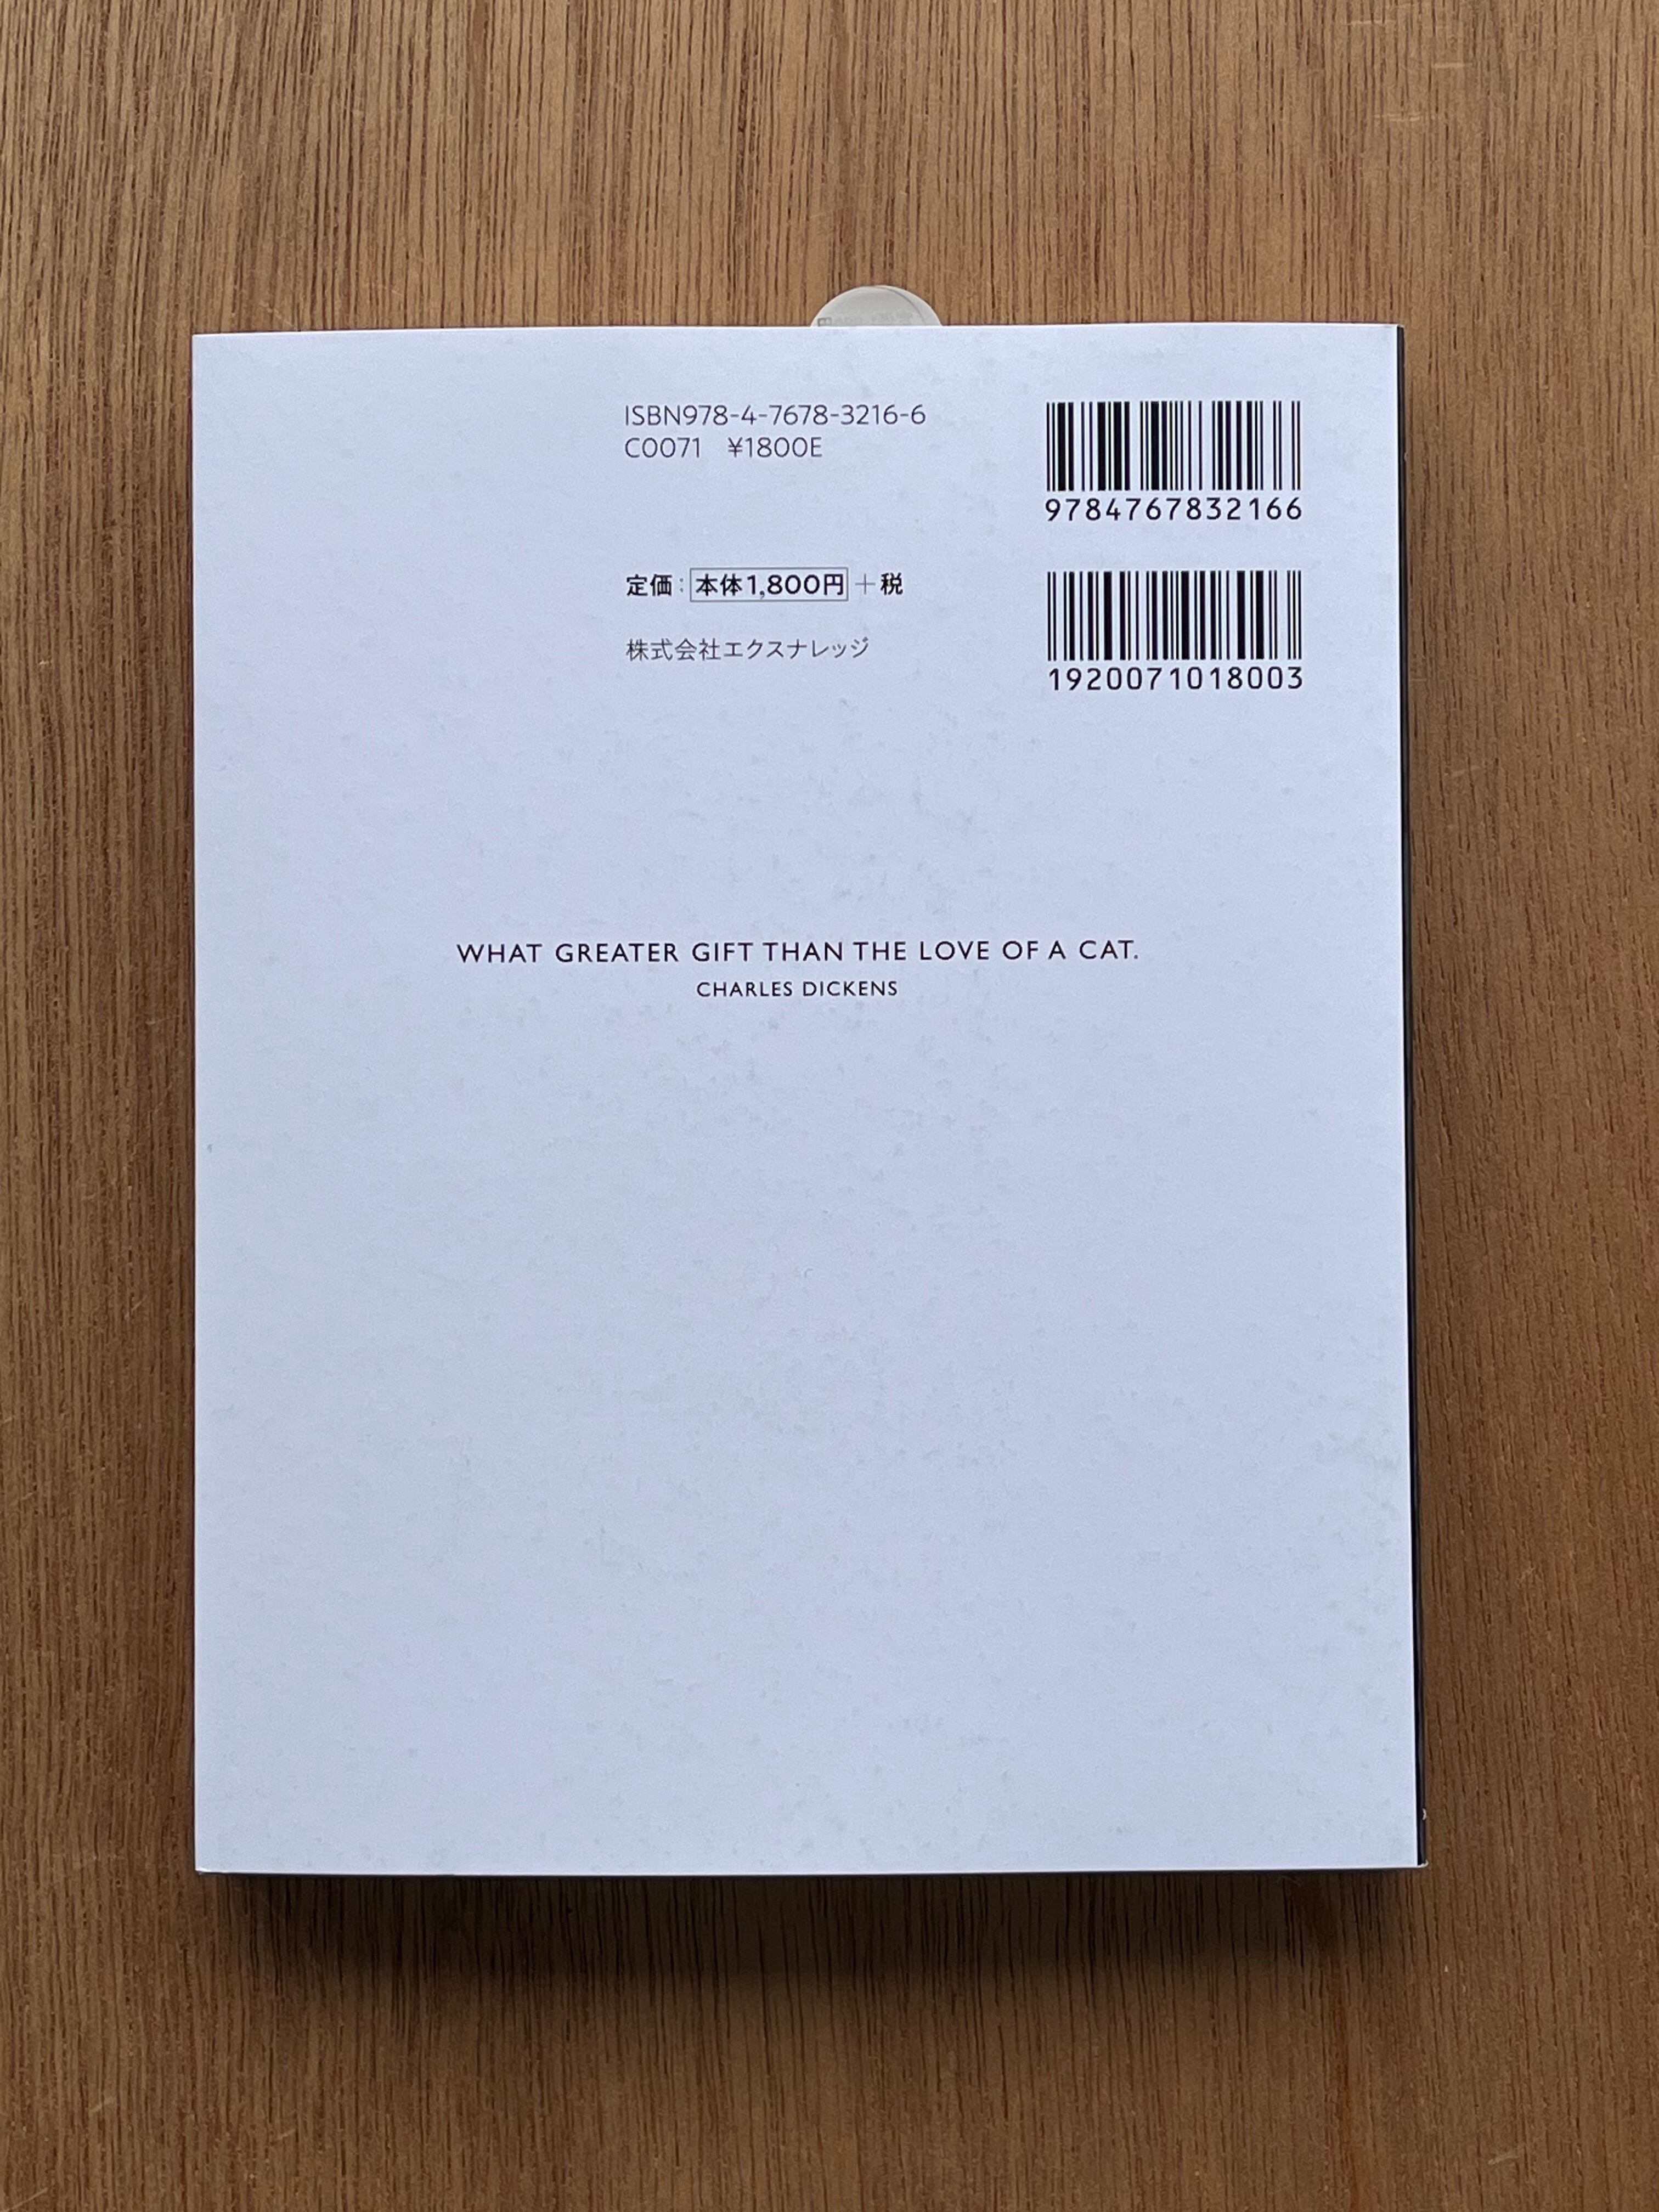 ISBN978-4-7678-3216-6
C0071 ¥1800E
9784767832166
定価：本体1,800円＋税
株式会社エクスナレッジ
1920071018003
WHAT GREATER GIFT THAN THE LOVE OF A CAT.
CHARLES DICKENS